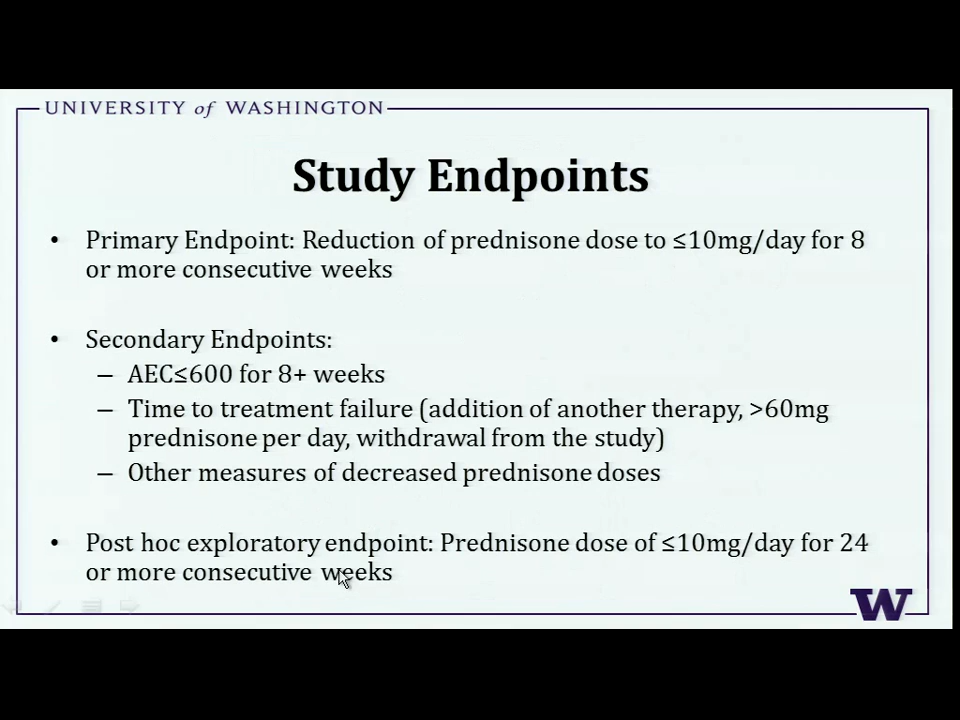 UNIVERSITY of WASHINGTON
Study Endpoints
• Primary Endpoint: Reduction of prednisone dose to ≤10mg/day for 8
or more consecutive weeks
• Secondary Endpoints:
– AEC≤600 for 8+ weeks
– Time to treatment failure (addition of another therapy, >60mg
prednisone per day, withdrawal from the study)
– Other measures of decreased prednisone doses
• Post hoc exploratory endpoint: Prednisone dose of ≤10mg/day for 24
or more consecutive weeks
W